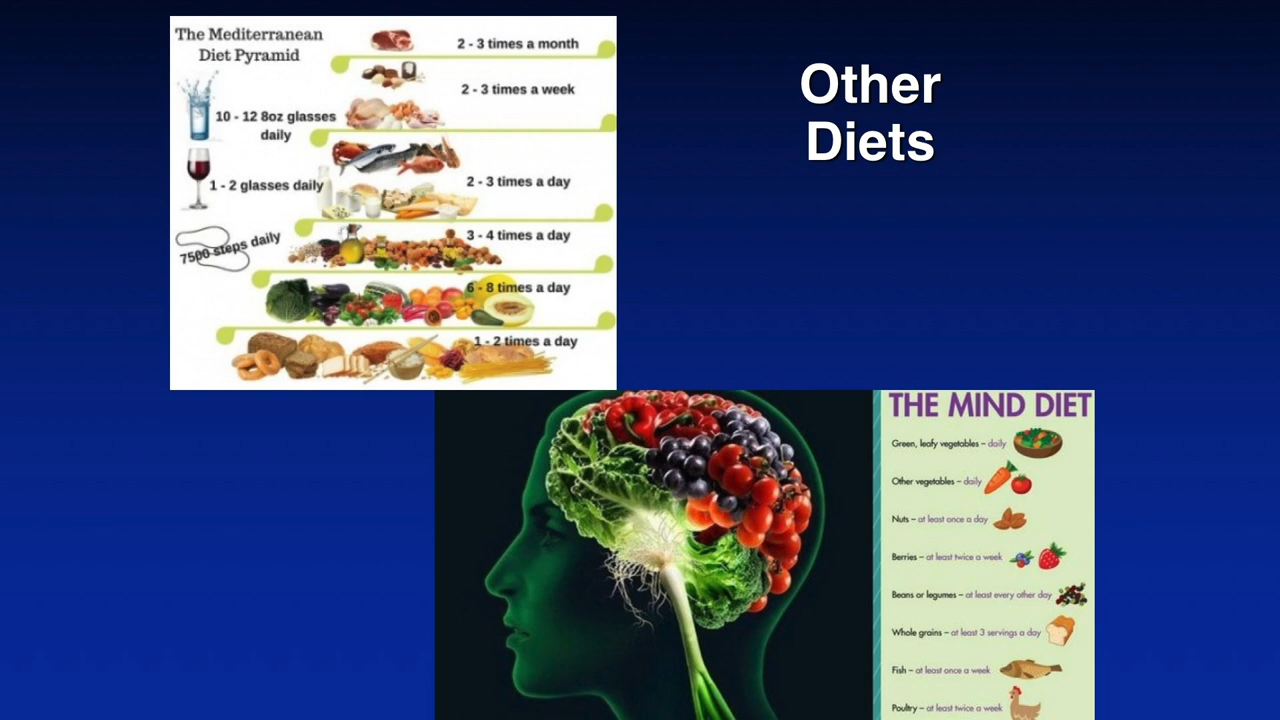 The Mediterranean
Diet Pyramid
2 - 3 times a month
2 - 3 times a week
10 - 12 8oz glasses
daily
1 - 2 glasses daily
2 - 3 times a day
7500 steps daily
3 - 4 times a day
6 - 8 times a day
1 - 2 times a day
Other
Diets
THE MIND DIET
Green, leafy vegetables – daily
Other vegetables – daily
Nuts – at least once a day
Berries – at least twice a week
Beans or legumes – at least every other day
Whole grains – at least 3 servings a day
Fish – at least once a week
Poultry – at least twice a week